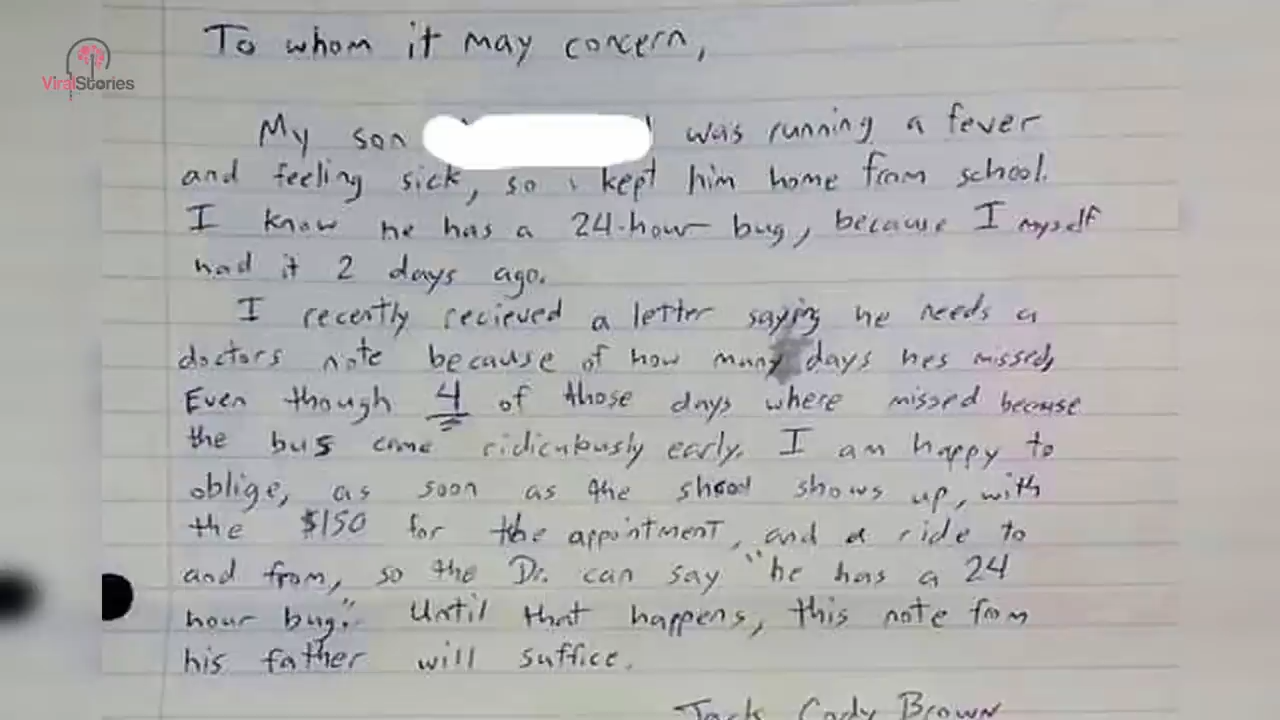 ViralStories
To whom it may concern,
My son was running a fever
and feeling sick, so i kept him home from school.
I know he has a 24-hour bug, because I myself
had it 2 days ago.
I recently recieved a letter saying he needs a
doctors note because of how many days hes missed,
Even though 4 of those days where missed because
the bus came ridiculously early. I am happy to
oblige, as soon as the shcool shows up, with
the $150 for the appointment, and a ride to
and from, so the Dr. can say "he has a 24
hour bug." Until that happens, this note from
his father will suffice.
Cody Brown